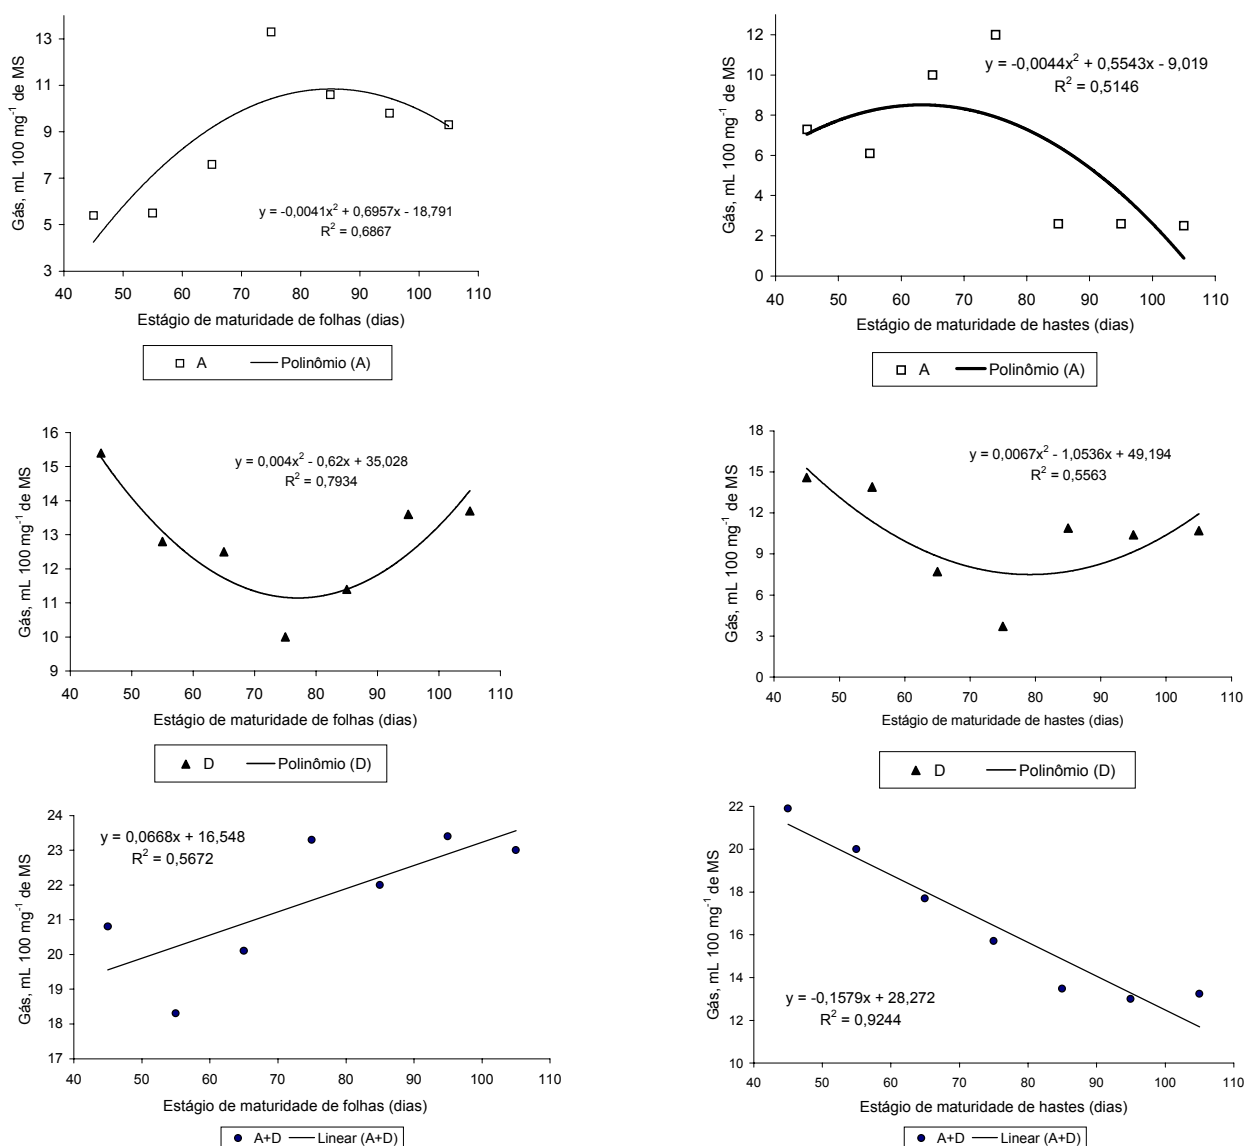 13
11
9
7
5
3
40 50 60 70 80 90 100 110
Gás, mL 100 mg⁻¹ de MS
y = -0,0041x² + 0,6957x - 18,791
R² = 0,6867
Estágio de maturidade de folhas (dias)
A Polinômio (A)
12
10
8
6
4
2
0
40 50 60 70 80 90 100 110
Gás, mL 100 mg⁻¹ de MS
y = -0,0044x² + 0,5543x - 9,019
R² = 0,5146
Estágio de maturidade de hastes (dias)
A Polinômio (A)
16
15
14
13
12
11
10
9
40 50 60 70 80 90 100 110
Gás, mL 100 mg⁻¹ de MS
y = 0,004x² - 0,62x + 35,028
R² = 0,7934
Estágio de maturidade de folhas (dias)
D Polinômio (D)
18
15
12
9
6
3
0
40 50 60 70 80 90 100 110
Gás, mL 100 mg⁻¹ de MS
y = 0,0067x² - 1,0536x + 49,194
R² = 0,5563
Estágio de maturidade de hastes (dias)
D Polinômio (D)
24
23
22
21
20
19
18
17
40 50 60 70 80 90 100 110
Gás, mL 100 mg⁻¹ de MS
y = 0,0668x + 16,548
R² = 0,5672
Estágio de maturidade de folhas (dias)
A+D Linear (A+D)
22
20
18
16
14
12
10
40 50 60 70 80 90 100 110
Gás, mL 100 mg⁻¹ de MS
y = -0,1579x + 28,272
R² = 0,9244
Estágio de maturidade de hastes (dias)
A+D Linear (A+D)